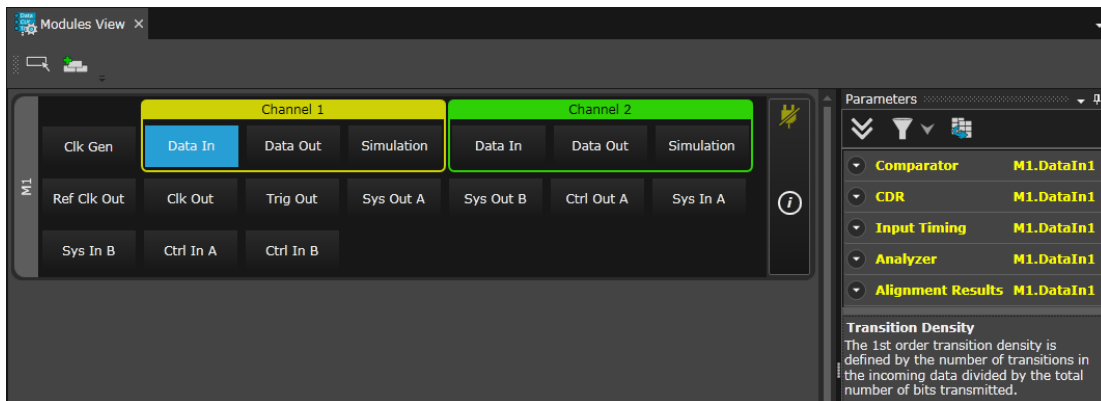 Modules View
Channel 1 Channel 2
Clk Gen Data In Data Out Simulation Data In Data Out Simulation
M1
Ref Clk Out Clk Out Trig Out Sys Out A Sys Out B Ctrl Out A Sys In A
Sys In B Ctrl In A Ctrl In B
Parameters
Comparator M1.DataIn1
CDR M1.DataIn1
Input Timing M1.DataIn1
Analyzer M1.DataIn1
Alignment Results M1.DataIn1
Transition Density
The 1st order transition density is
defined by the number of transitions in
the incoming data divided by the total
number of bits transmitted.